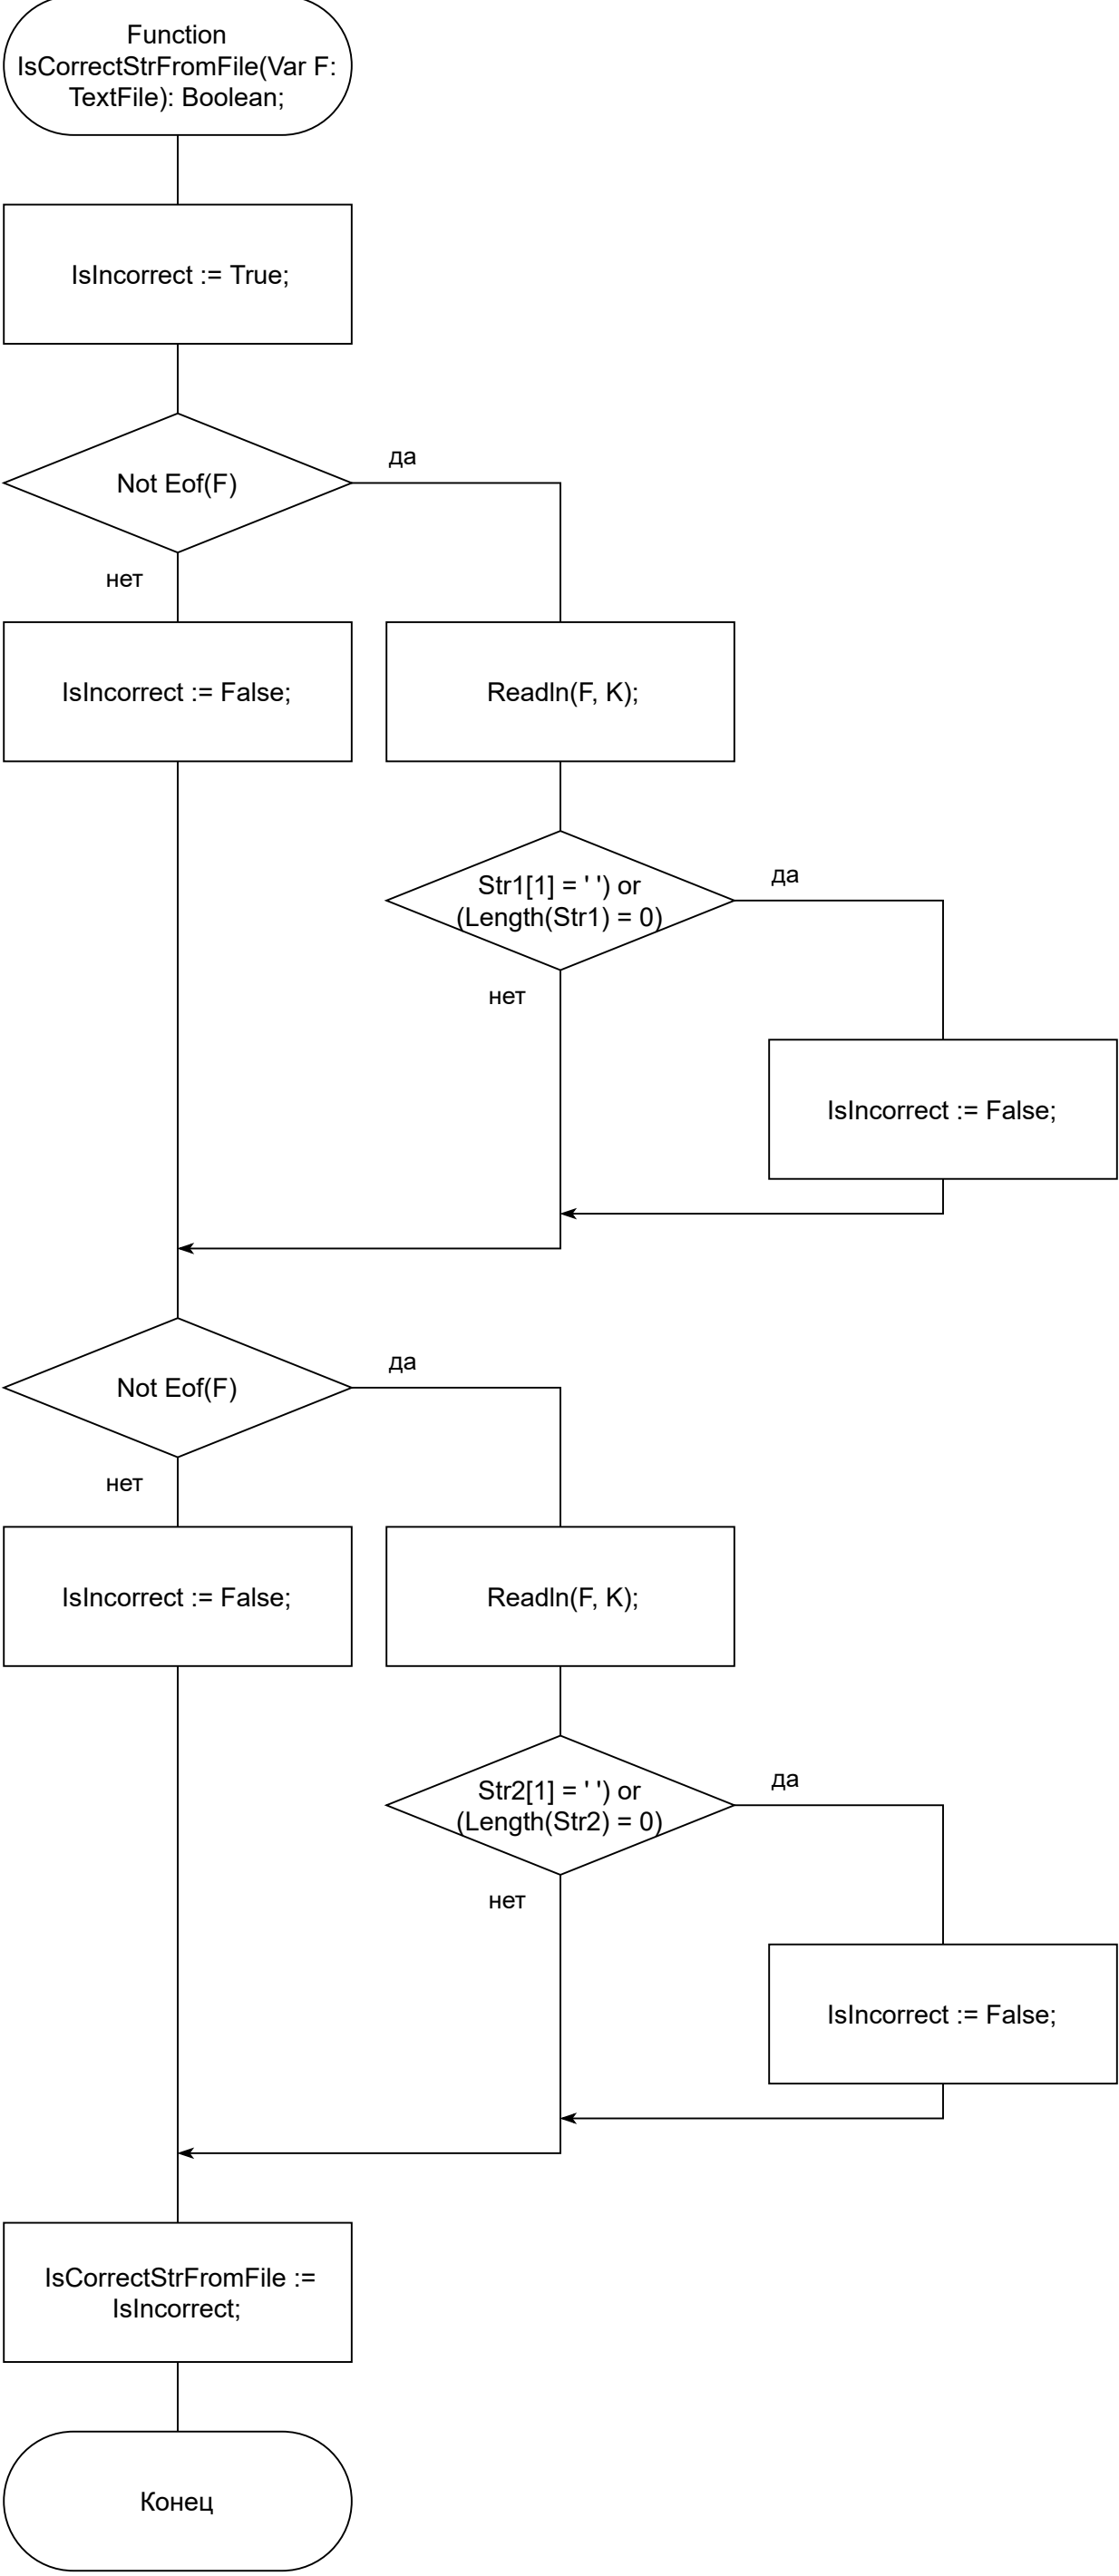 Function
IsCorrectStrFromFile(Var F:
TextFile): Boolean;
IsIncorrect := True;
Not Eof(F)
да
нет
IsIncorrect := False;
Readln(F, K);
Str1[1] = ' ') or
(Length(Str1) = 0)
да
нет
IsIncorrect := False;
Not Eof(F)
да
нет
IsIncorrect := False;
Readln(F, K);
Str2[1] = ' ') or
(Length(Str2) = 0)
да
нет
IsIncorrect := False;
IsCorrectStrFromFile :=
IsIncorrect;
Конец